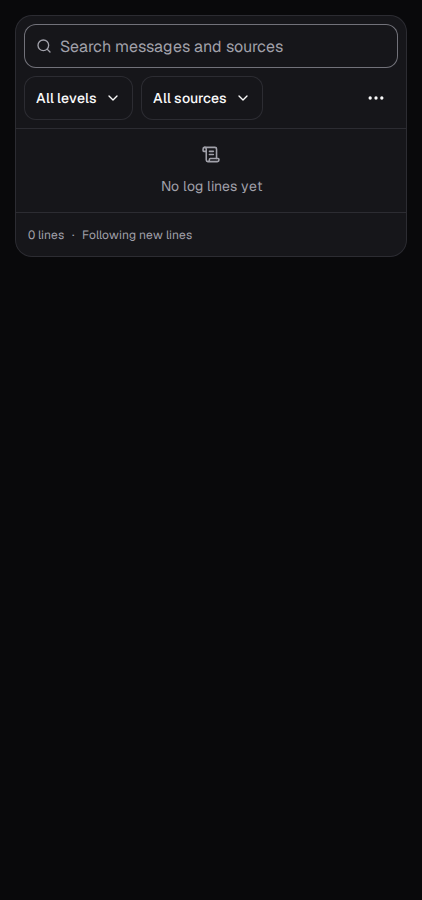 Search messages and sources
All levels
All sources
No log lines yet
0 lines · Following new lines